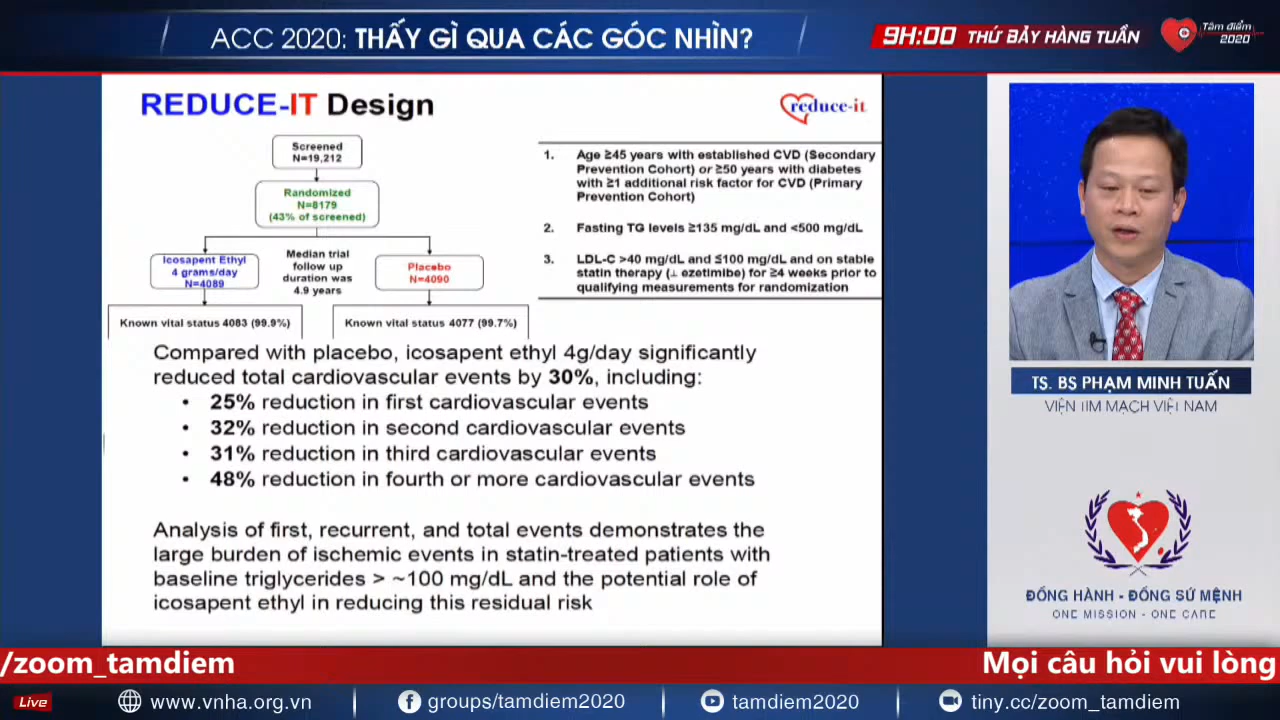 ACC 2020: THẤY GÌ QUA CÁC GÓC NHÌN?
9H:00 THỨ BẢY HÀNG TUẦN
Tâm điểm
2020
REDUCE-IT Design
reduce-it
Screened
N=19,212
Randomized
N=8179
(43% of screened)
Icosapent Ethyl
4 grams/day
N=4089
Median trial
follow up
duration was
4.9 years
Placebo
N=4090
Known vital status 4083 (99.9%)
Known vital status 4077 (99.7%)
1. Age ≥45 years with established CVD (Secondary
Prevention Cohort) or ≥50 years with diabetes
with ≥1 additional risk factor for CVD (Primary
Prevention Cohort)
2. Fasting TG levels ≥135 mg/dL and <500 mg/dL
3. LDL-C >40 mg/dL and ≤100 mg/dL and on stable
statin therapy (⊥ ezetimibe) for ≥4 weeks prior to
qualifying measurements for randomization
Compared with placebo, icosapent ethyl 4g/day significantly
reduced total cardiovascular events by 30%, including:
• 25% reduction in first cardiovascular events
• 32% reduction in second cardiovascular events
• 31% reduction in third cardiovascular events
• 48% reduction in fourth or more cardiovascular events
Analysis of first, recurrent, and total events demonstrates the
large burden of ischemic events in statin-treated patients with
baseline triglycerides > ~100 mg/dL and the potential role of
icosapent ethyl in reducing this residual risk
TS. BS PHẠM MINH TUẤN
VIỆN TIM MẠCH VIỆT NAM
ĐỒNG HÀNH - ĐỒNG SỨ MỆNH
ONE MISSION - ONE CARE
/zoom_tamdiem
Mọi câu hỏi vui lòng
Live
www.vnha.org.vn
groups/tamdiem2020
tamdiem2020
tiny.cc/zoom_tamdiem